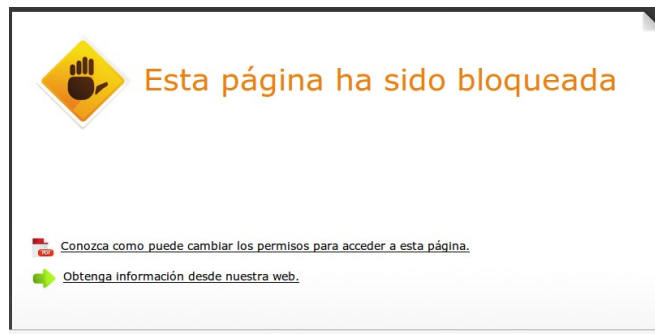 Esta página ha sido bloqueada
PDF
Conozca como puede cambiar los permisos para acceder a esta página.
Obtenga información desde nuestra web.